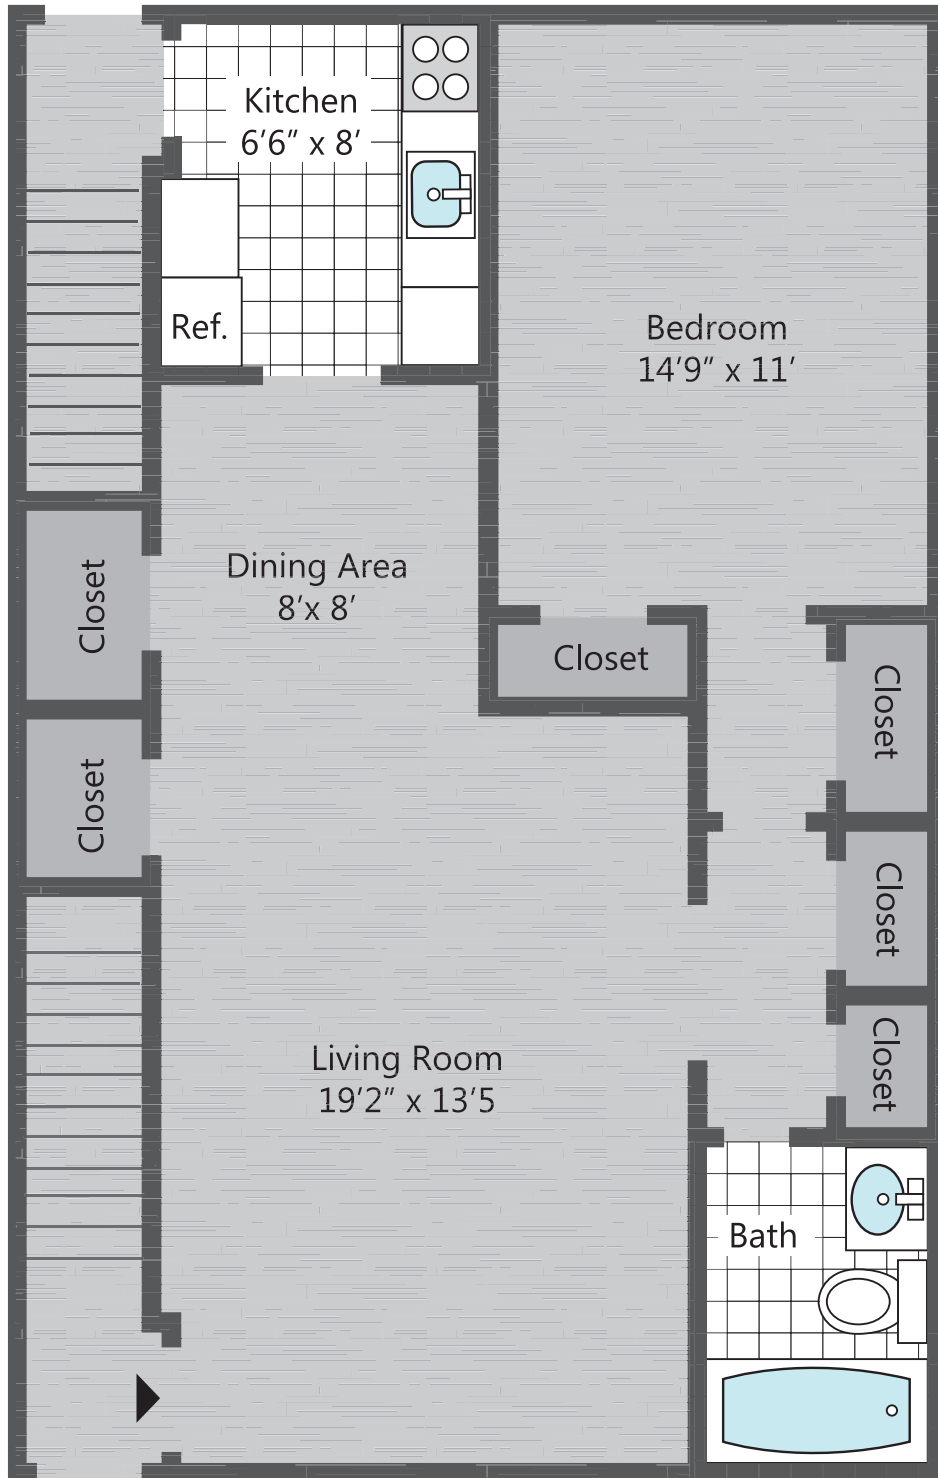 Kitchen
6’6” x 8’
Ref.
Bedroom
14’9” x 11’
Dining Area
8’x 8’
Closet
Closet
Closet
Closet
Closet
Closet
Living Room
19’2” x 13’5
Bath